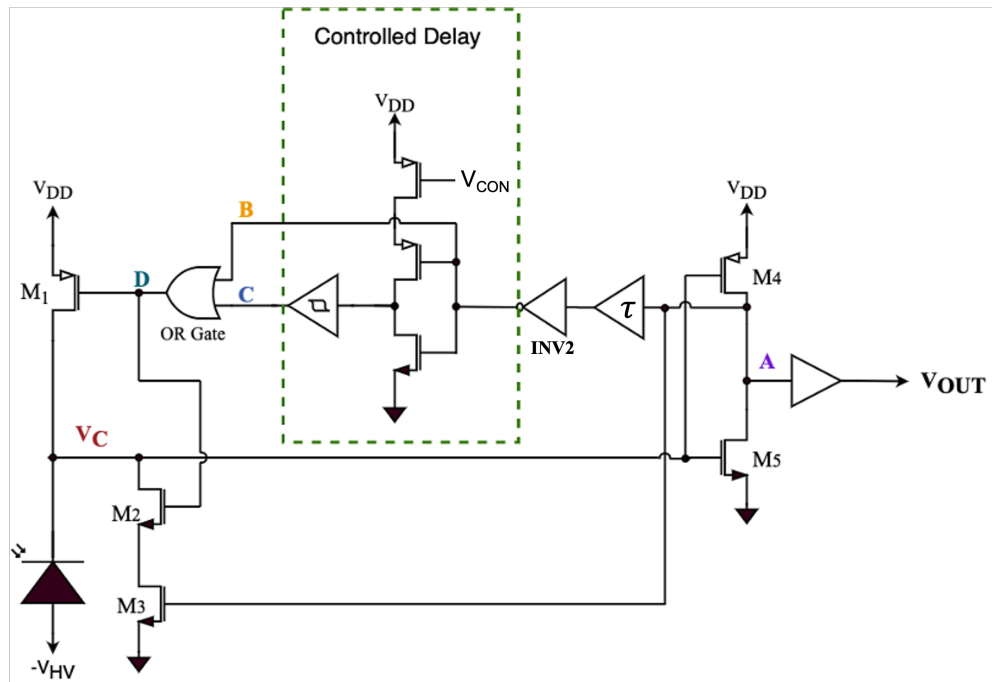 Controlled Delay
VDD
VCON
VDD
VDD
B
M1
D
C
OR Gate
τ
INV2
M4
A
VOUT
VC
M5
M2
M3
-VHV